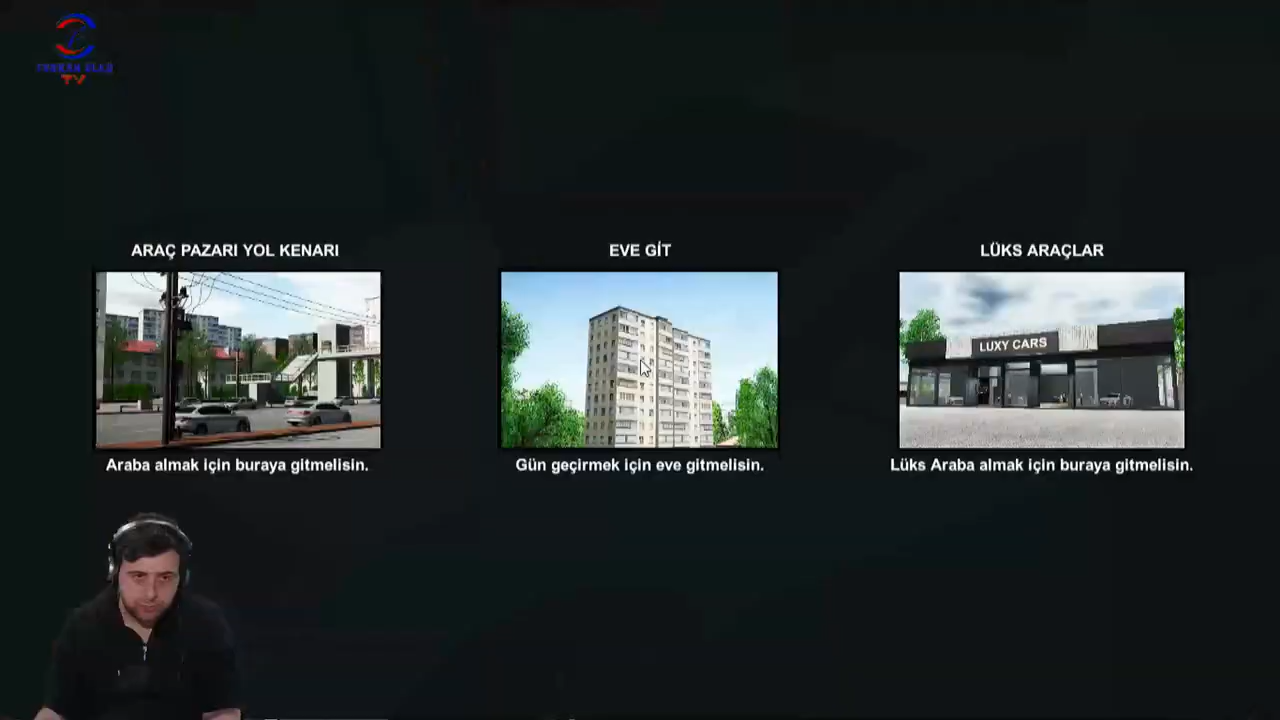 ARAÇ PAZARI YOL KENARI
EVE GİT
LÜKS ARAÇLAR
LUXY CARS
Araba almak için buraya gitmelisin.
Gün geçirmek için eve gitmelisin.
Lüks Araba almak için buraya gitmelisin.
TV